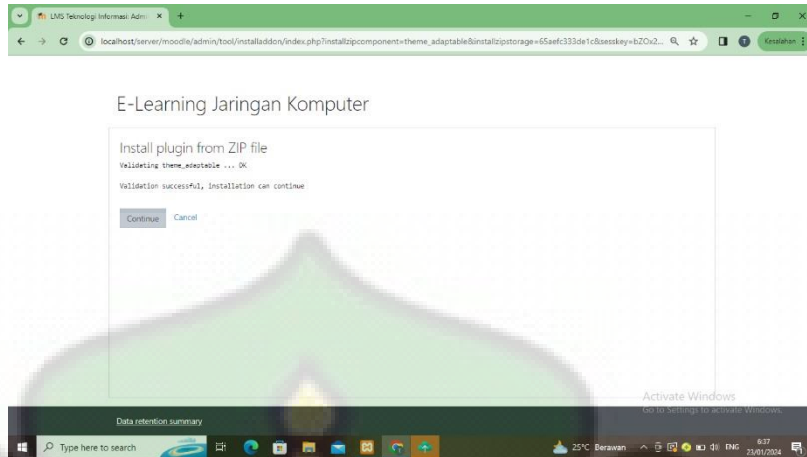 LMS Teknologi Informasi: Admi
localhost/server/moodle/admin/tool/installaddon/index.php?installzipcomponent=theme_adaptable&installzipstorage=65aefc333de1c&sesskey=bZOv2...
Kesalahan
E-Learning Jaringan Komputer
Install plugin from ZIP file
Validating theme_adaptable ... OK
Validation successful, installation can continue
Continue Cancel
Activate Windows
Go to Settings to activate Windows.
Data retention summary
Type here to search
25°C Berawan
ENG
6:37
23/01/2024